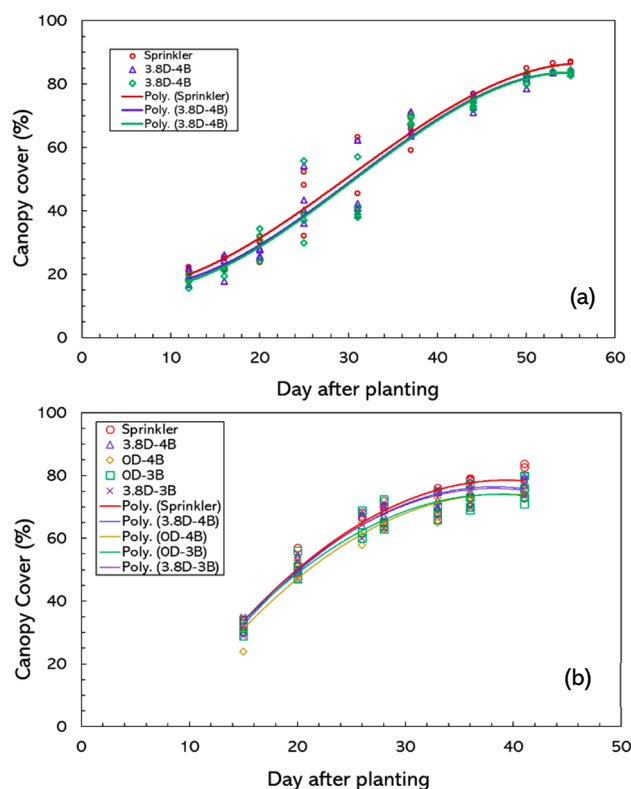 100
80
60
40
20
0
Canopy cover (%)
Sprinkler
3.8D-4B
3.8D-4B
Poly. (Sprinkler)
Poly. (3.8D-4B)
Poly. (3.8D-4B)
(a)
0 10 20 30 40 50 60
Day after planting
100
80
60
40
20
0
Canopy Cover (%)
Sprinkler
3.8D-4B
0D-4B
0D-3B
3.8D-3B
Poly. (Sprinkler)
Poly. (3.8D-4B)
Poly. (0D-4B)
Poly. (0D-3B)
Poly. (3.8D-3B)
(b)
0 10 20 30 40 50
Day after planting